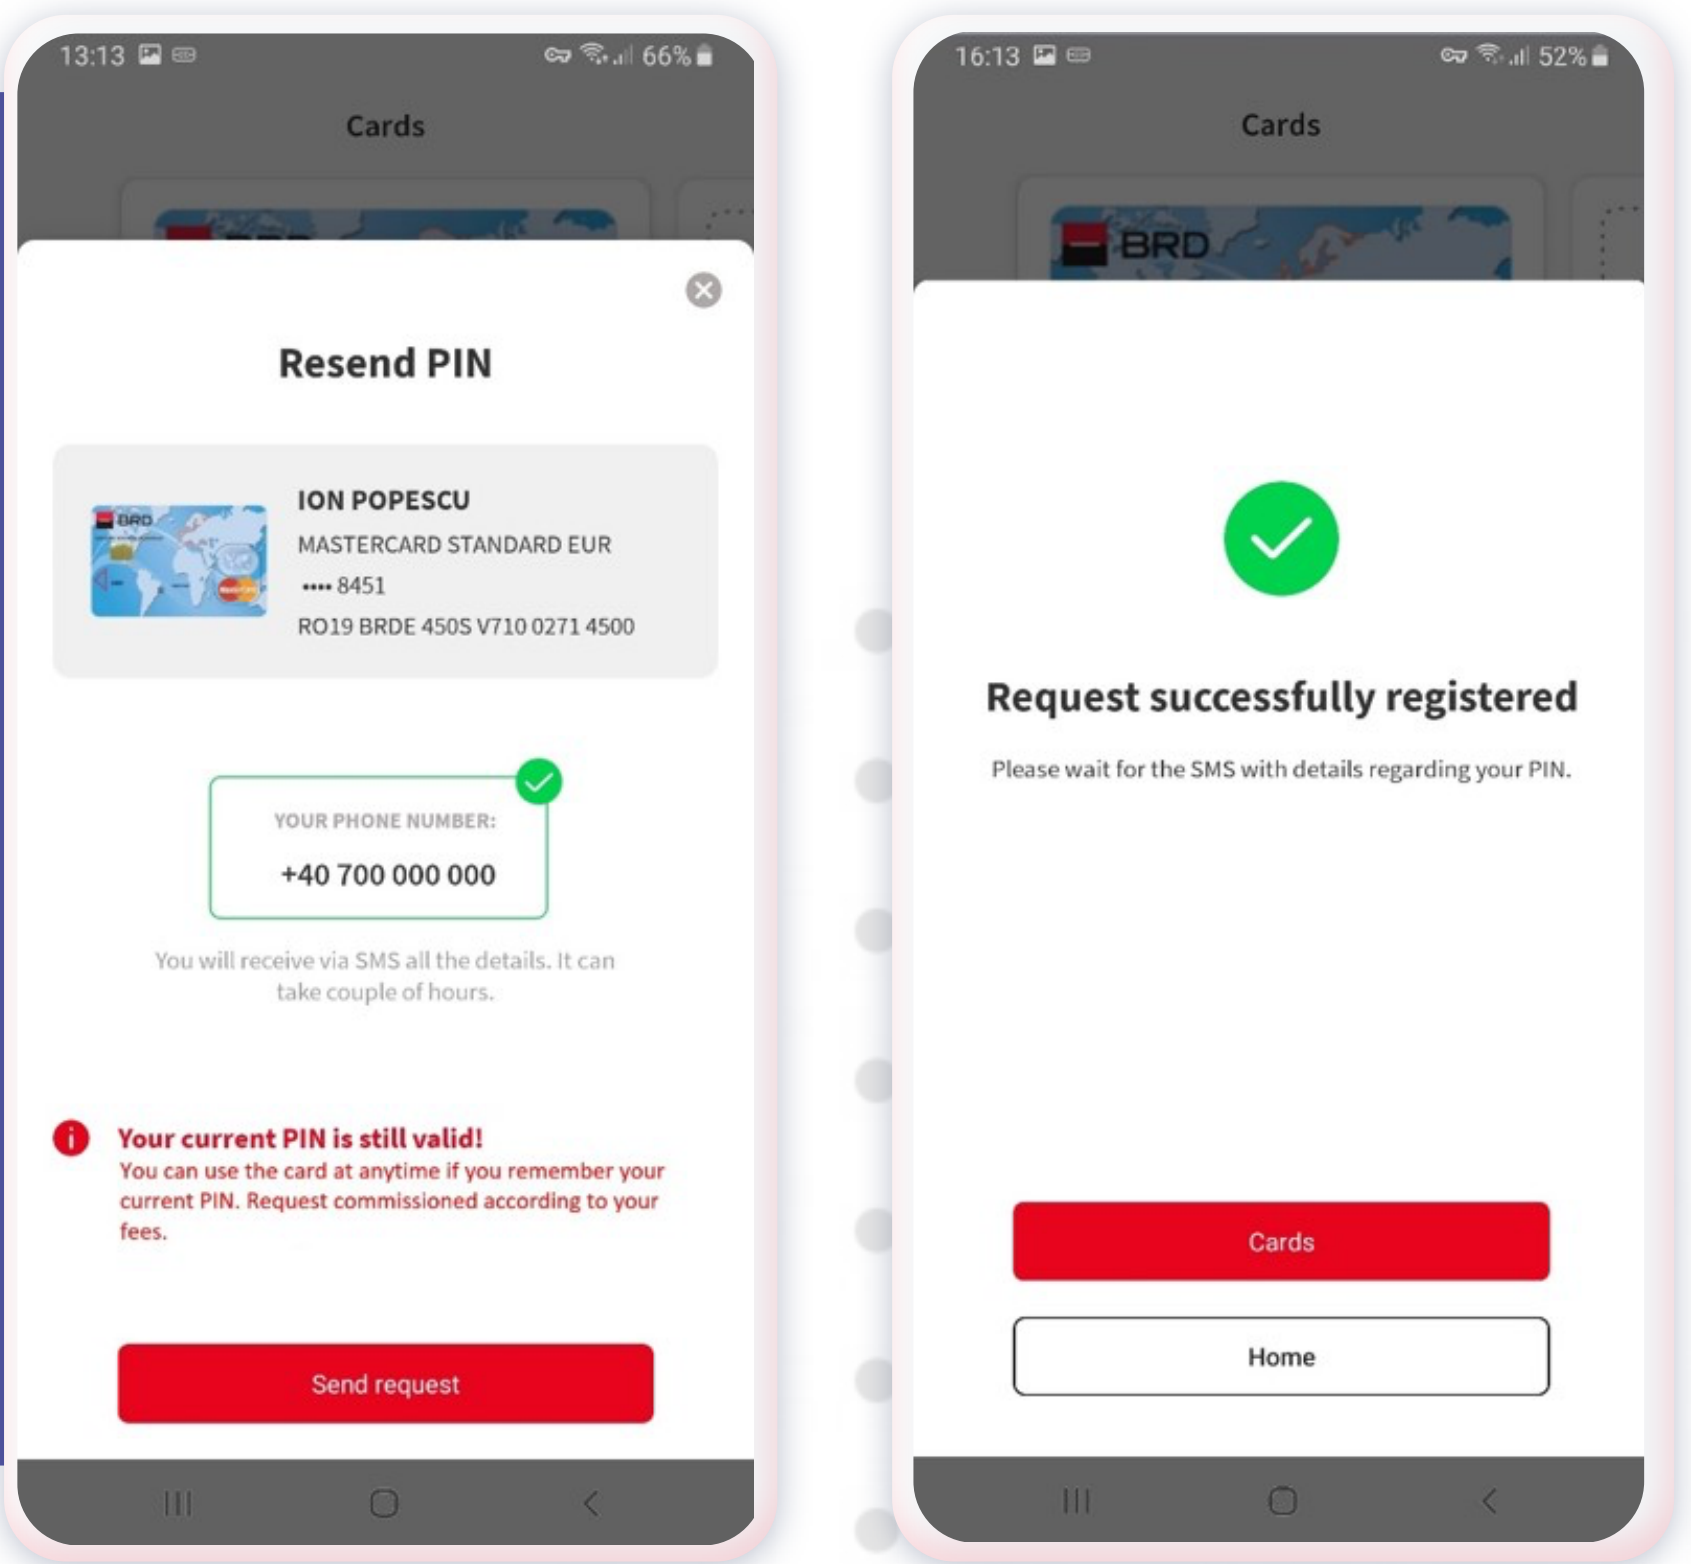 13:13
66%
Cards
Resend PIN
BRD
ION POPESCU
MASTERCARD STANDARD EUR
•••• 8451
RO19 BRDE 450S V710 0271 4500
YOUR PHONE NUMBER:
+40 700 000 000
You will receive via SMS all the details. It can
take couple of hours.
Your current PIN is still valid!
You can use the card at anytime if you remember your
current PIN. Request commissioned according to your
fees.
Send request
16:13
52%
Cards
BRD
Request successfully registered
Please wait for the SMS with details regarding your PIN.
Cards
Home